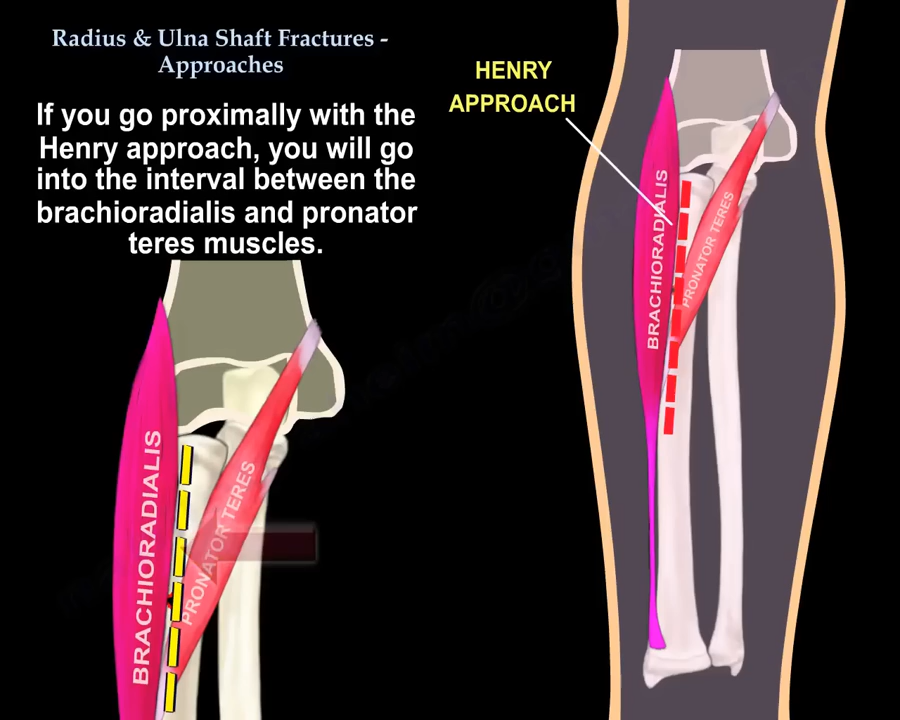 Radius & Ulna Shaft Fractures -
Approaches
If you go proximally with the
Henry approach, you will go
into the interval between the
brachioradialis and pronator
teres muscles.
HENRY
APPROACH
BRACHIORADIALIS
PRONATOR TERES
BRACHIORADIALIS
PRONATOR TERES